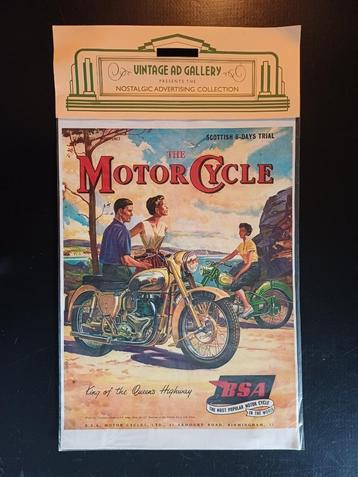 VINTAGE AD GALLERY
PRESENTS THE
NOSTALGIC ADVERTISING COLLECTION
SCOTTISH 6-DAYS TRIAL
THE
MOTOR CYCLE
King of the Queen's Highway
BSA
THE MOST POPULAR MOTOR CYCLE
IN THE WORLD
B.S.A. MOTOR CYCLES, LTD., 21 ARMOURY ROAD, BIRMINGHAM, 11